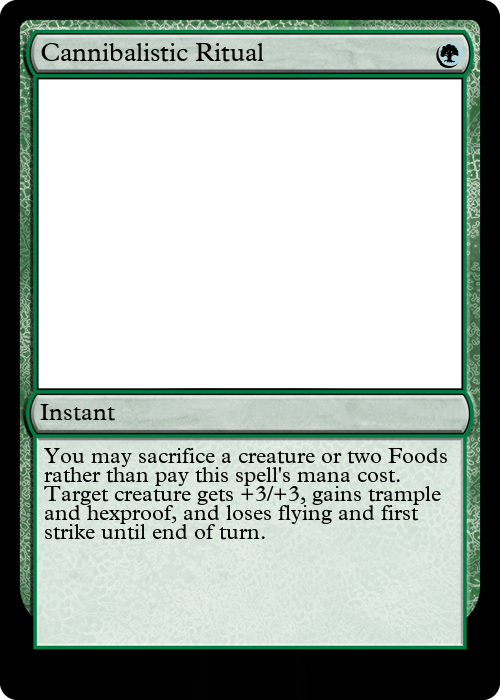 Cannibalistic Ritual
Instant
You may sacrifice a creature or two Foods
rather than pay this spell's mana cost.
Target creature gets +3/+3, gains trample
and hexproof, and loses flying and first
strike until end of turn.